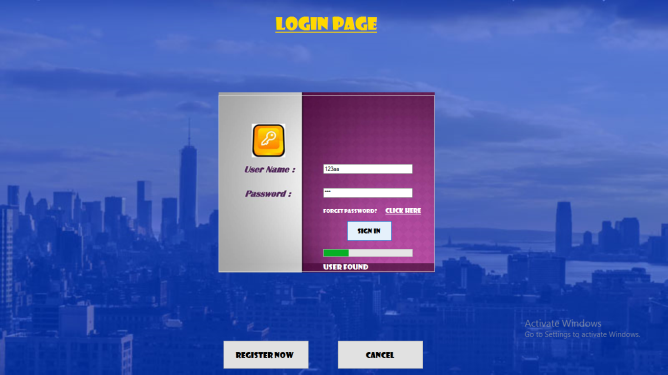 LOGIN PAGE
User Name :
123aa
Password :
***
FORGET PASSWORD? CLICK HERE
SIGN IN
USER FOUND
Activate Windows
Go to Settings to activate Windows.
REGISTER NOW
CANCEL